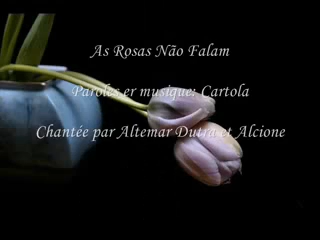 As Rosas Não Falam
Paroles er musique: Cartola
Chantée par Altemar Dutra et Alcione